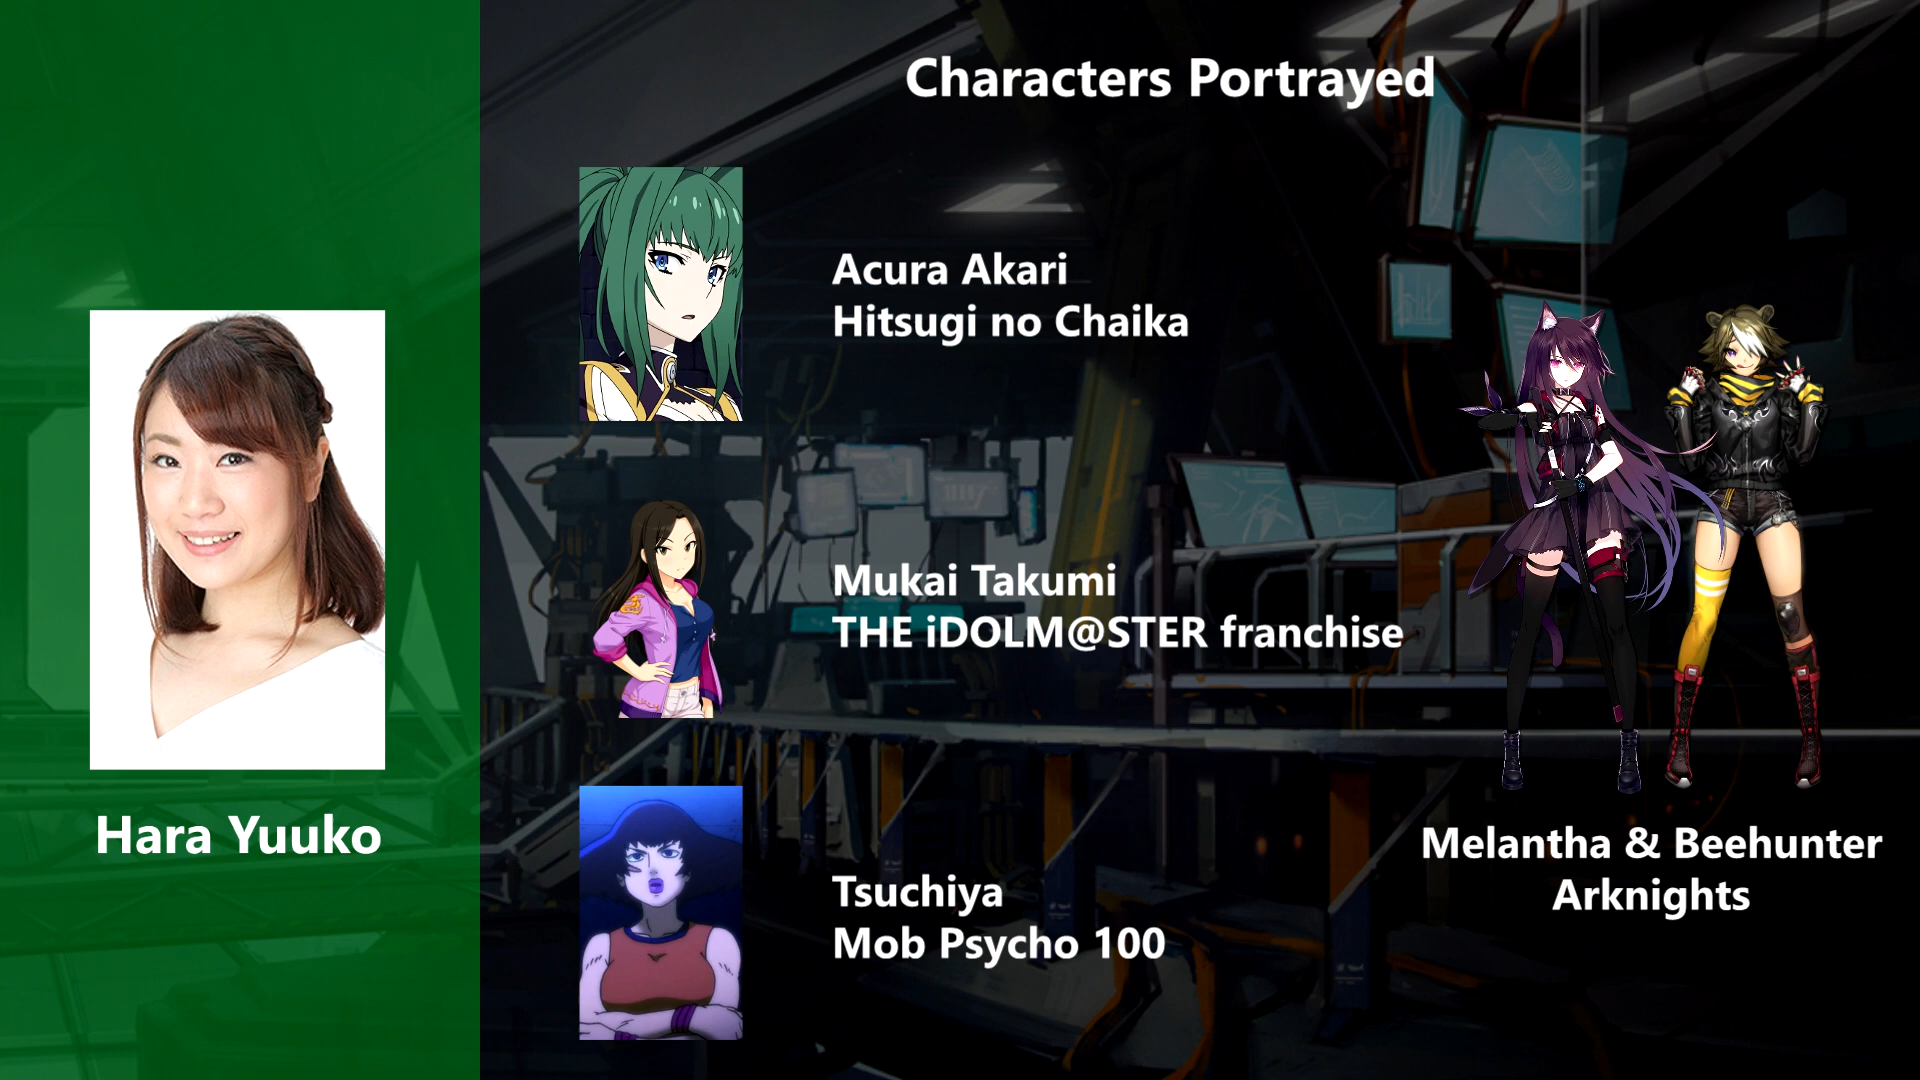 Characters Portrayed
Acura Akari
Hitsugi no Chaika
Mukai Takumi
THE iDOLM@STER franchise
Tsuchiya
Mob Psycho 100
Hara Yuuko
Melantha & Beehunter
Arknights